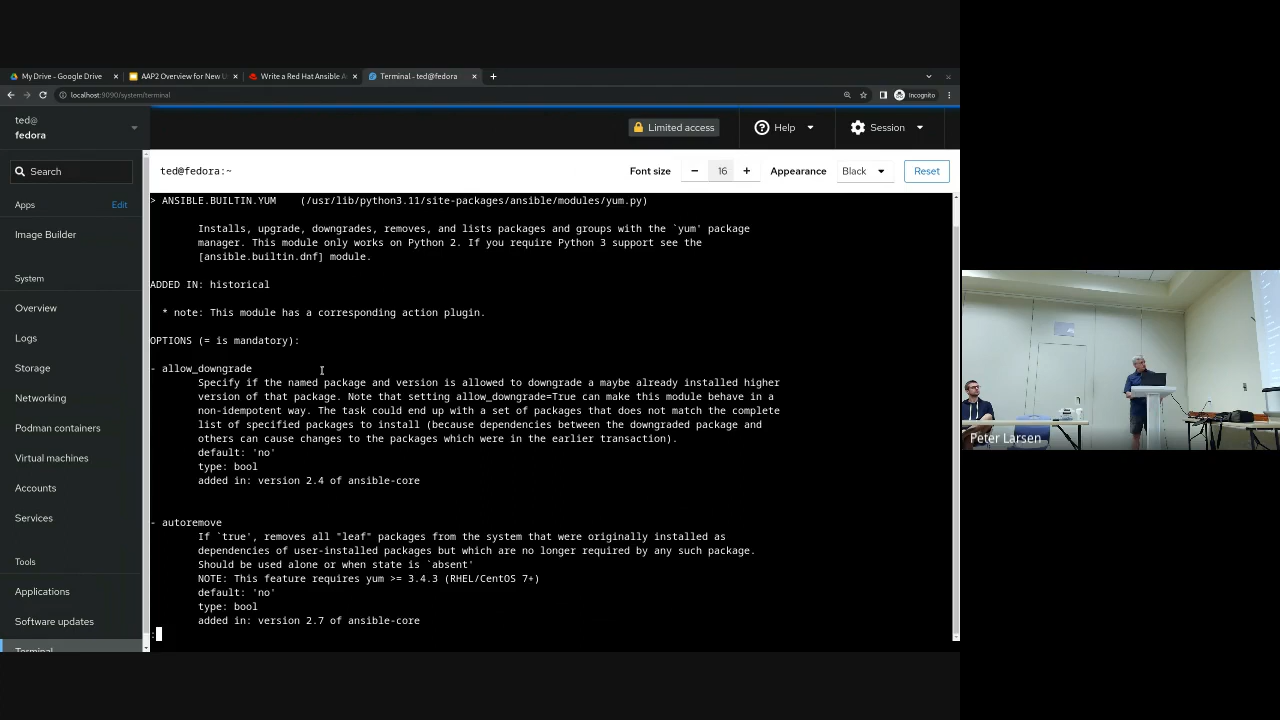 My Drive - Google Drive
AAP2 Overview for New U
Write a Red Hat Ansible A
Terminal - ted@fedora
localhost:9090/system/terminal
Incognito
ted@
fedora
Limited access
Help
Session
Search
ted@fedora:~
Font size
16
Appearance
Black
Reset
Apps
Edit
Image Builder
System
Overview
Logs
Storage
Networking
Podman containers
Virtual machines
Accounts
Services
Tools
Applications
Software updates
Terminal
> ANSIBLE.BUILTIN.YUM    (/usr/lib/python3.11/site-packages/ansible/modules/yum.py)
Installs, upgrade, downgrades, removes, and lists packages and groups with the `yum' package
manager. This module only works on Python 2. If you require Python 3 support see the
[ansible.builtin.dnf] module.
ADDED IN: historical
* note: This module has a corresponding action plugin.
OPTIONS (= is mandatory):
- allow_downgrade
Specify if the named package and version is allowed to downgrade a maybe already installed higher
version of that package. Note that setting allow_downgrade=True can make this module behave in a
non-idempotent way. The task could end up with a set of packages that does not match the complete
list of specified packages to install (because dependencies between the downgraded package and
others can cause changes to the packages which were in the earlier transaction).
default: 'no'
type: bool
added in: version 2.4 of ansible-core
- autoremove
If `true', removes all "leaf" packages from the system that were originally installed as
dependencies of user-installed packages but which are no longer required by any such package.
Should be used alone or when state is `absent'
NOTE: This feature requires yum >= 3.4.3 (RHEL/CentOS 7+)
default: 'no'
type: bool
added in: version 2.7 of ansible-core
:
Peter Larsen